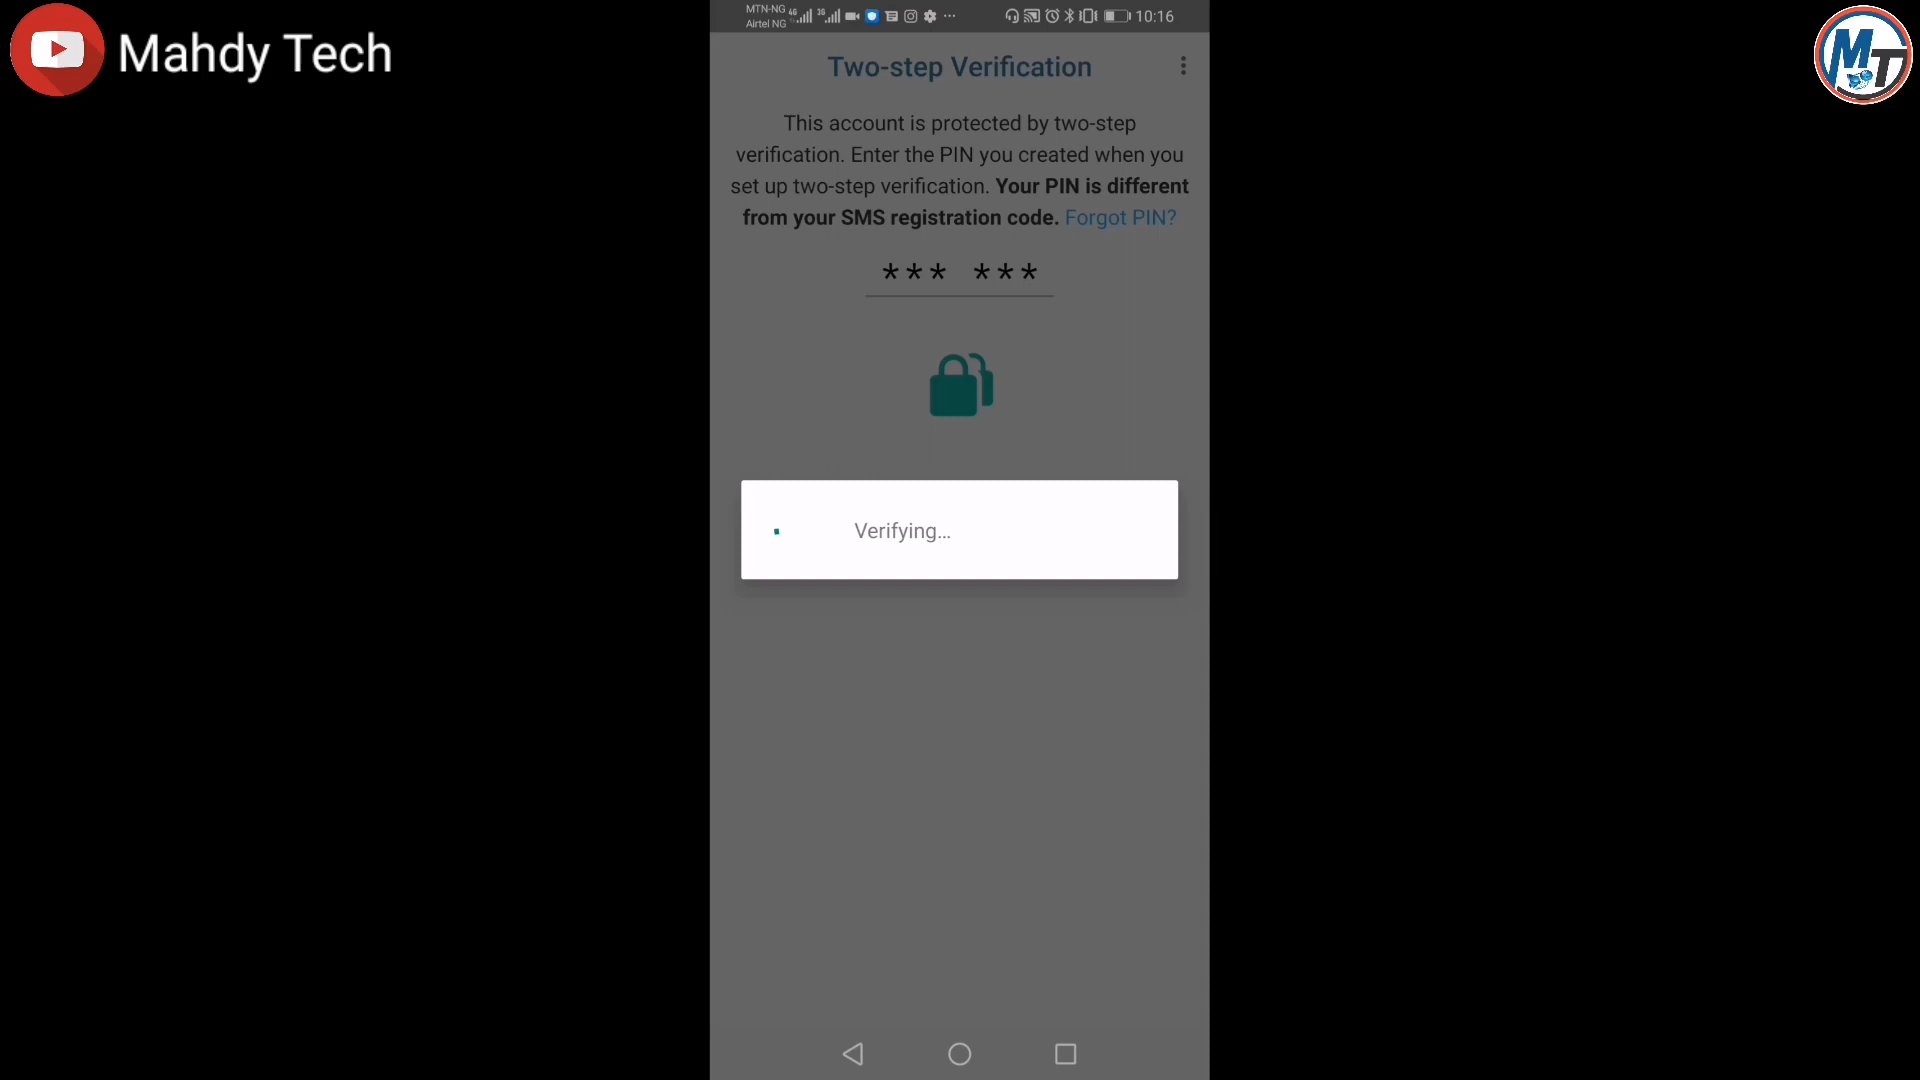 Mahdy Tech
MT
MTN-NG 4G 3G
Airtel NG
10:16
Two-step Verification
This account is protected by two-step
verification. Enter the PIN you created when you
set up two-step verification. Your PIN is different
from your SMS registration code. Forgot PIN?
*** ***
Verifying...